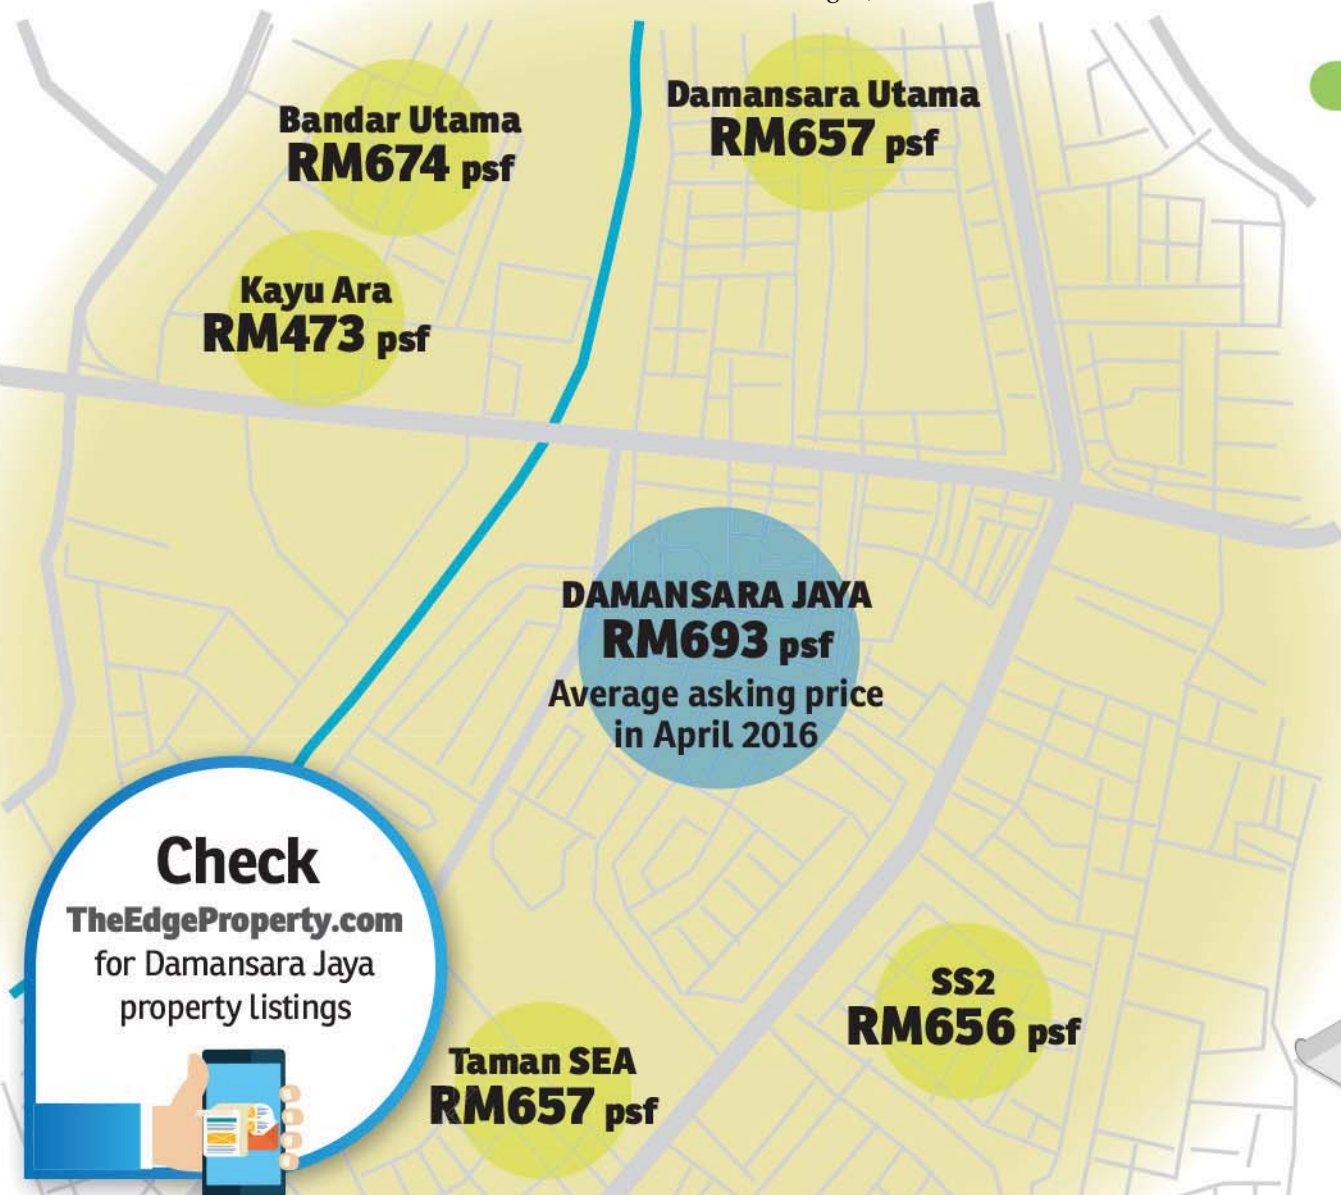 Bandar Utama
RM674 psf
Damansara Utama
RM657 psf
Kayu Ara
RM473 psf
DAMANSARA JAYA
RM693 psf
Average asking price
in April 2016
Check
TheEdgeProperty.com
for Damansara Jaya
property listings
SS2
RM656 psf
Taman SEA
RM657 psf